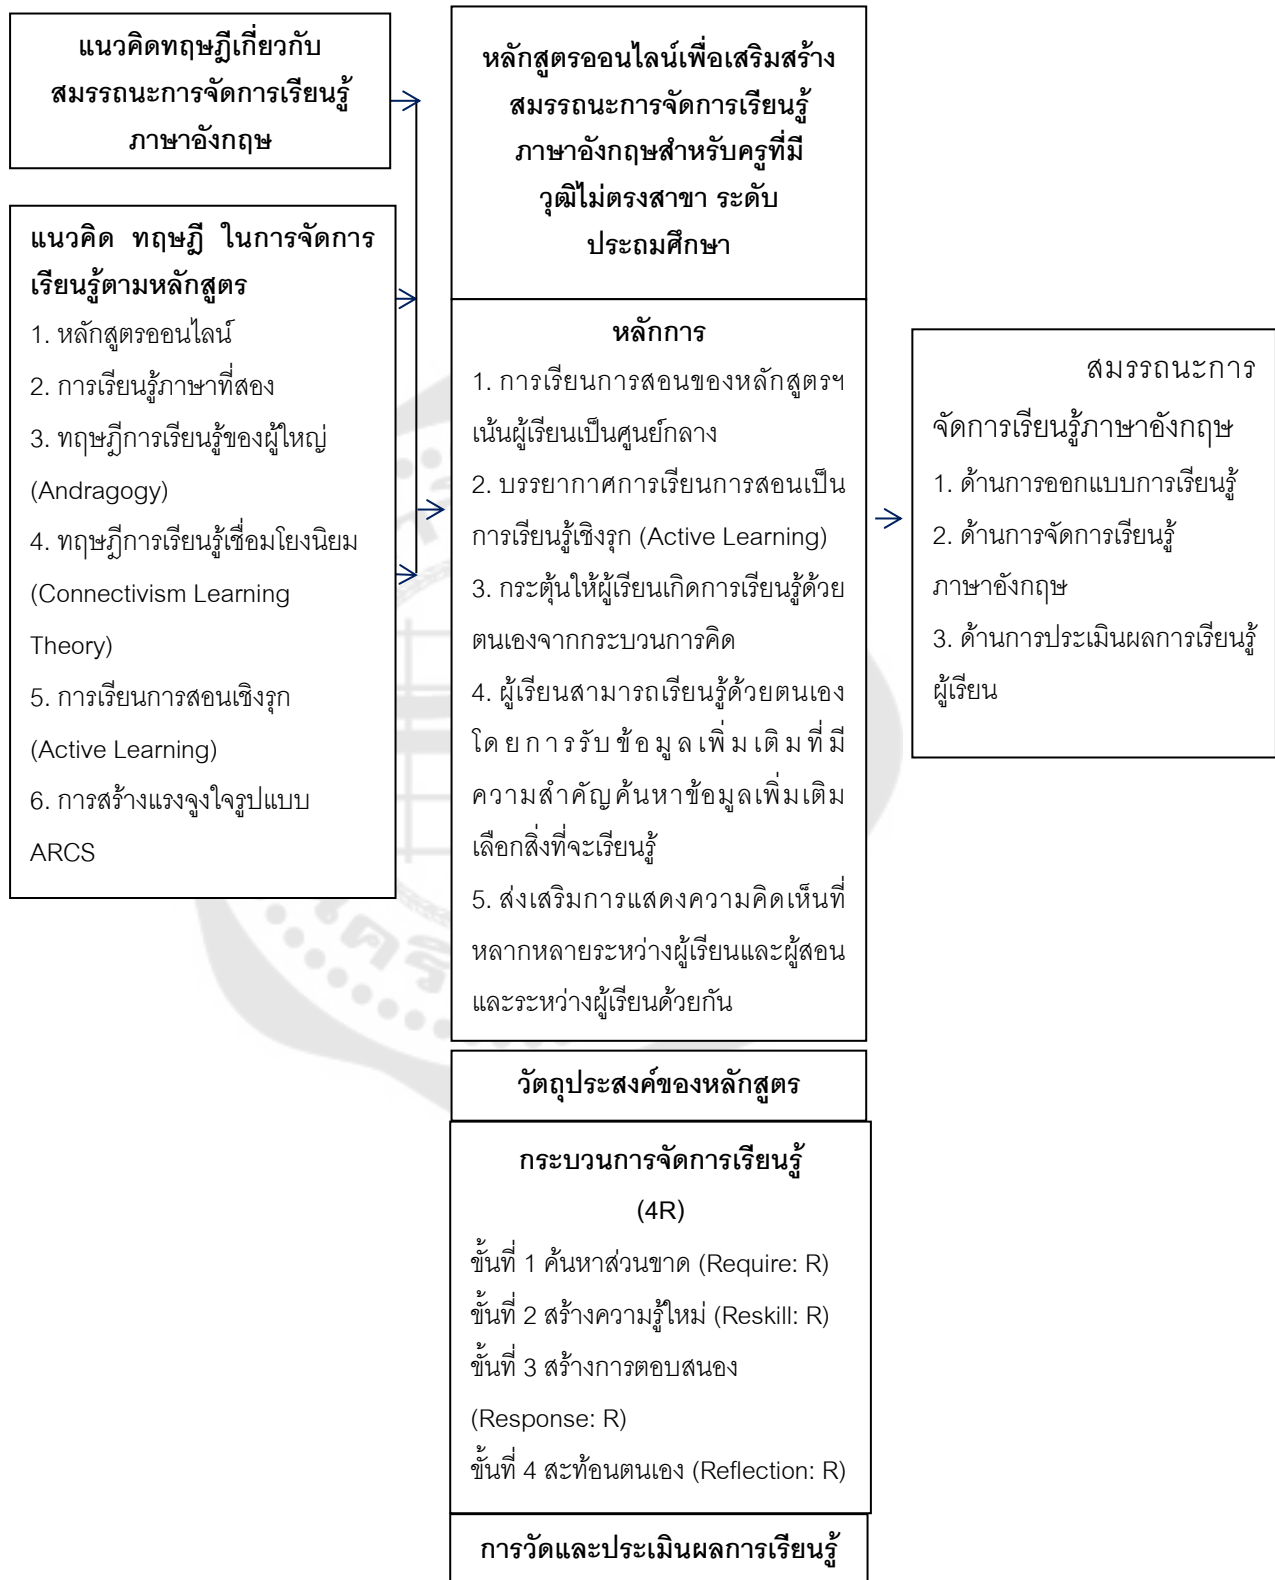 แนวคิดทฤษฎีเกี่ยวกับ
สมรรถนะการจัดการเรียนรู้
ภาษาอังกฤษ
แนวคิด ทฤษฎี ในการจัดการ
เรียนรู้ตามหลักสูตร
1. หลักสูตรออนไลน์
2. การเรียนรู้ภาษาที่สอง
3. ทฤษฎีการเรียนรู้ของผู้ใหญ่
(Andragogy)
4. ทฤษฎีการเรียนรู้เชื่อมโยงนิยม
(Connectivism Learning
Theory)
5. การเรียนการสอนเชิงรุก
(Active Learning)
6. การสร้างแรงจูงใจรูปแบบ
ARCS
หลักสูตรออนไลน์เพื่อเสริมสร้าง
สมรรถนะการจัดการเรียนรู้
ภาษาอังกฤษสำหรับครูที่มี
วุฒิไม่ตรงสาขา ระดับ
ประถมศึกษา
หลักการ
1. การเรียนการสอนของหลักสูตรฯ
เน้นผู้เรียนเป็นศูนย์กลาง
2. บรรยากาศการเรียนการสอนเป็น
การเรียนรู้เชิงรุก (Active Learning)
3. กระตุ้นให้ผู้เรียนเกิดการเรียนรู้ด้วย
ตนเองจากกระบวนการคิด
4. ผู้เรียนสามารถเรียนรู้ด้วยตนเอง
โดยการรับข้อมูลเพิ่มเติมที่มี
ความสำคัญค้นหาข้อมูลเพิ่มเติม
เลือกสิ่งที่จะเรียนรู้
5. ส่งเสริมการแสดงความคิดเห็นที่
หลากหลายระหว่างผู้เรียนและผู้สอน
และระหว่างผู้เรียนด้วยกัน
วัตถุประสงค์ของหลักสูตร
กระบวนการจัดการเรียนรู้
(4R)
ขั้นที่ 1 ค้นหาส่วนขาด (Require: R)
ขั้นที่ 2 สร้างความรู้ใหม่ (Reskill: R)
ขั้นที่ 3 สร้างการตอบสนอง
(Response: R)
ขั้นที่ 4 สะท้อนตนเอง (Reflection: R)
การวัดและประเมินผลการเรียนรู้
สมรรถนะการ
จัดการเรียนรู้ภาษาอังกฤษ
1. ด้านการออกแบบการเรียนรู้
2. ด้านการจัดการเรียนรู้
ภาษาอังกฤษ
3. ด้านการประเมินผลการเรียนรู้
ผู้เรียน